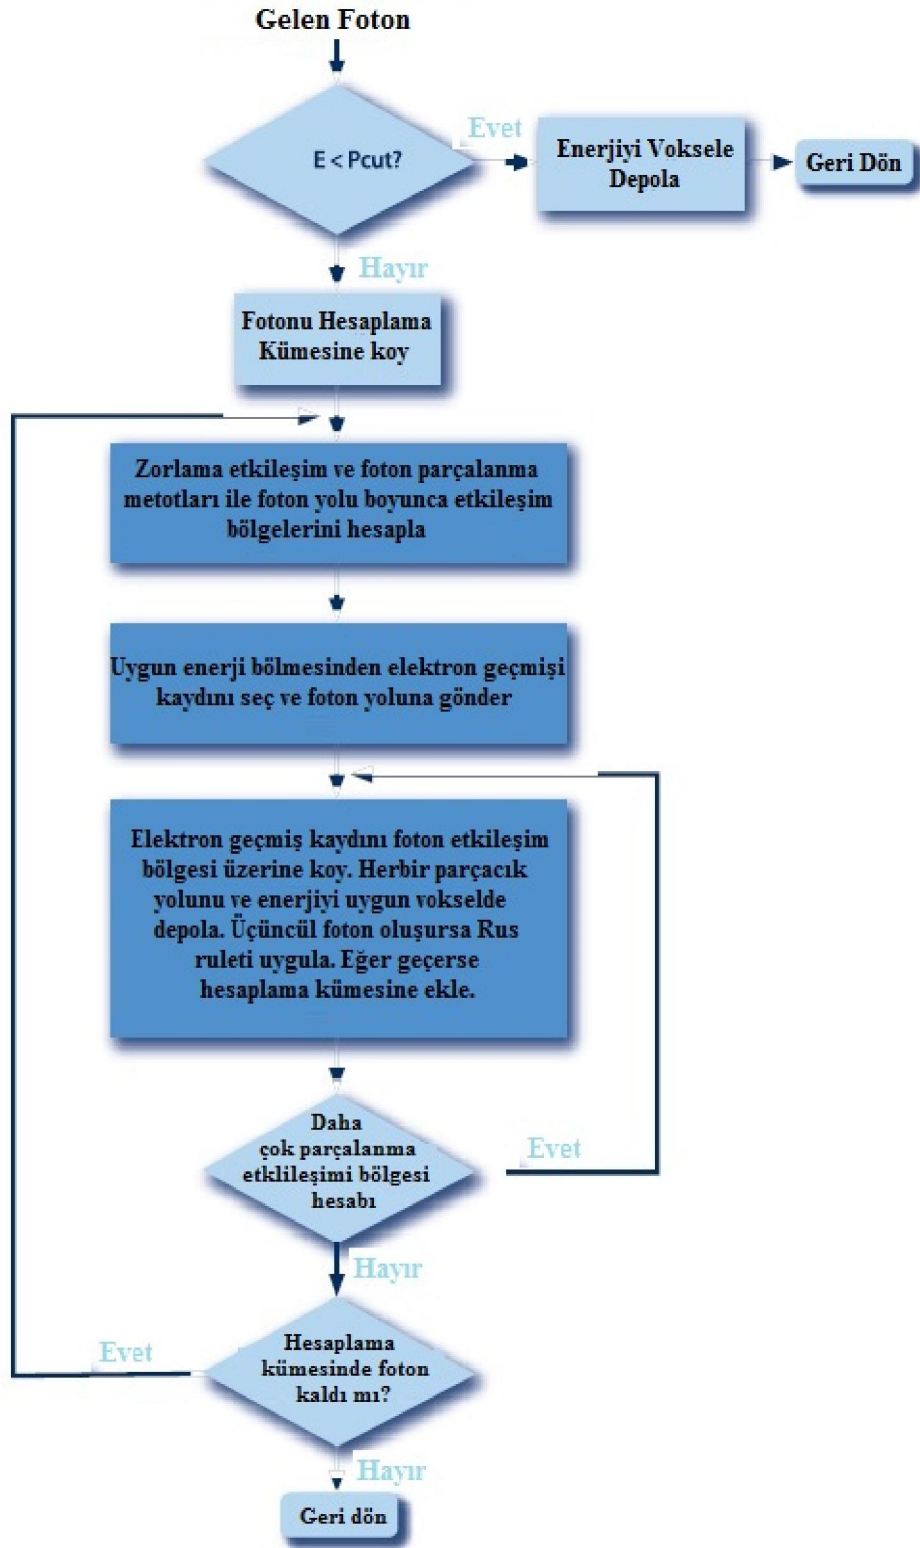 Gelen Foton
E < Pcut?
Evet
Enerjiyi Voksele
Depola
Geri Dön
Hayır
Fotonu Hesaplama
Kümesine koy
Zorlama etkileşim ve foton parçalanma
metotları ile foton yolu boyunca etkileşim
bölgelerini hesapla
Uygun enerji bölmesinden elektron geçmişi
kaydını seç ve foton yoluna gönder
Elektron geçmiş kaydını foton etkileşim
bölgesi üzerine koy. Herbir parçacık
yolunu ve enerjiyi uygun vokselde
depola. Üçüncül foton oluşursa Rus
ruleti uygula. Eğer geçerse
hesaplama kümesine ekle.
Daha
çok parçalanma
etklileşimi bölgesi
hesabı
Evet
Hayır
Hesaplama
kümesinde foton
kaldı mı?
Evet
Hayır
Geri dön